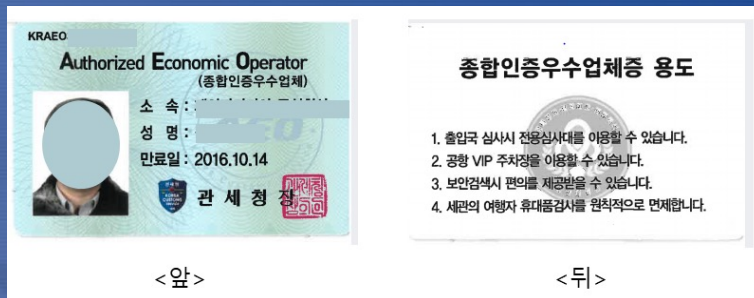 KRAEO
Authorized Economic Operator
(종합인증우수업체)
소 속 :
성 명 :
만료일 : 2016.10.14
관 세 청 장
<앞>
종합인증우수업체증 용도
1. 출입국 심사시 전용심사대를 이용할 수 있습니다.
2. 공항 VIP 주차장을 이용할 수 있습니다.
3. 보안검색시 편의를 제공받을 수 있습니다.
4. 세관의 여행자 휴대품검사를 원칙적으로 면제합니다.
<뒤>